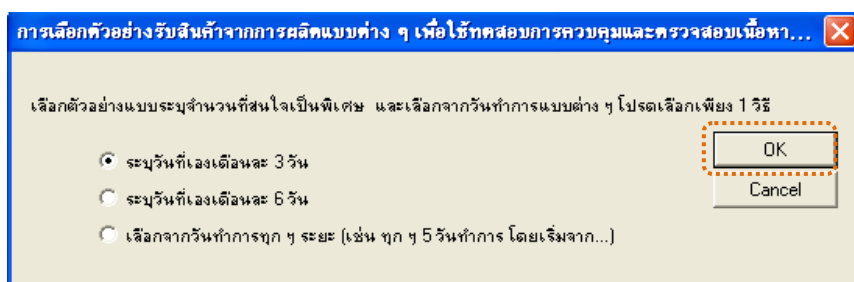 การเลือกตัวอย่างรับสินค้าจากการผลิตแบบต่าง ๆ เพื่อใช้ทดสอบการควบคุมและตรวจสอบเนื้อหา...
เลือกตัวอย่างแบบระบุจำนวนที่สนใจเป็นพิเศษ และเลือกจากวันทำการแบบต่าง ๆ โปรดเลือกเพียง 1 วิธี
OK
ระบุวันที่เองเดือนละ 3 วัน
Cancel
ระบุวันที่เองเดือนละ 6 วัน
เลือกจากวันทำการทุก ๆ ระยะ (เช่น ทุก ๆ 5 วันทำการ โดยเริ่มจาก...)